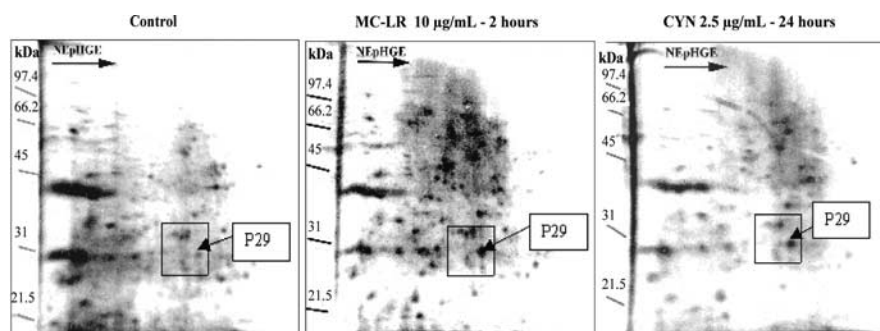 Control
MC-LR 10 µg/mL - 2 hours
CYN 2.5 µg/mL - 24 hours
kDa
NEpHGE
97.4
66.2
45
31
21.5
P29
kDa
NEpHGE
97.4
66.2
45
31
21.5
P29
kDa
NEpHGE
97.4
66.2
45
31
21.5
P29